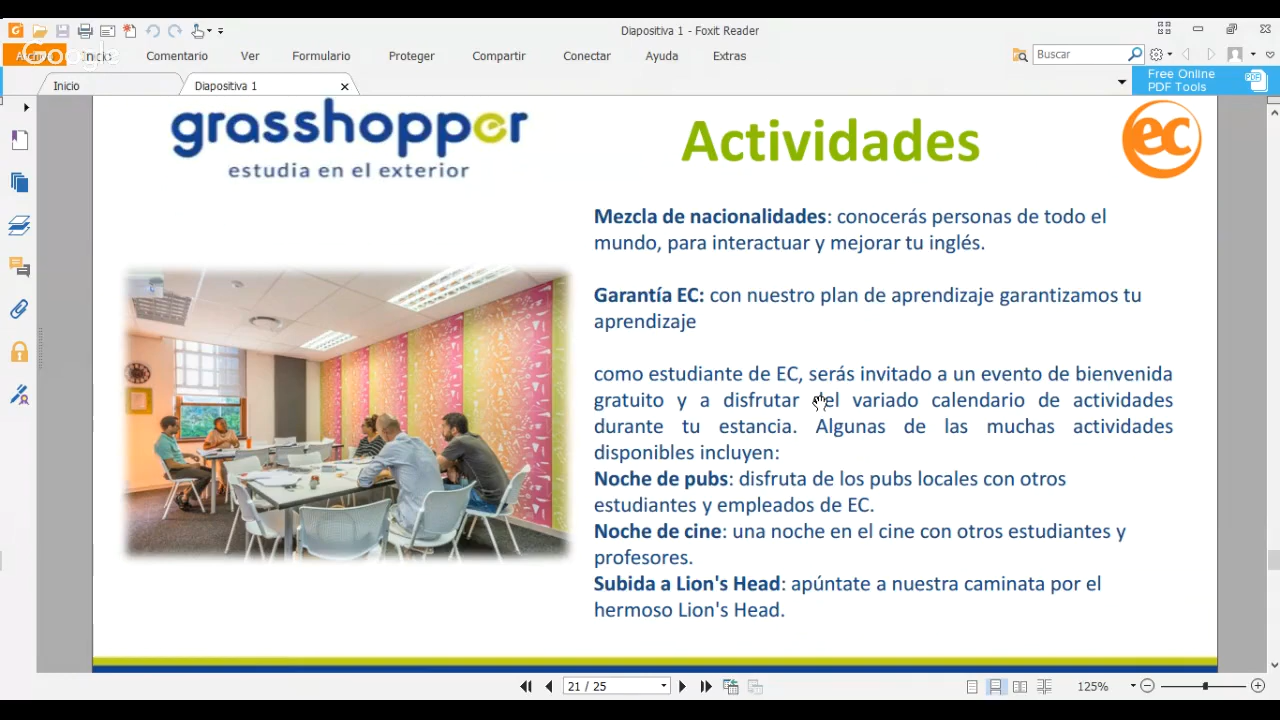 Diapositiva 1 - Foxit Reader
Google
Comentario Ver Formulario Proteger Compartir Conectar Ayuda Extras
Buscar
Inicio
Diapositiva 1
Free Online
PDF Tools
grasshopper
estudia en el exterior
Actividades
ec
Mezcla de nacionalidades: conocerás personas de todo el
mundo, para interactuar y mejorar tu inglés.
Garantía EC: con nuestro plan de aprendizaje garantizamos tu
aprendizaje
como estudiante de EC, serás invitado a un evento de bienvenida
gratuito y a disfrutar del variado calendario de actividades
durante tu estancia. Algunas de las muchas actividades
disponibles incluyen:
Noche de pubs: disfruta de los pubs locales con otros
estudiantes y empleados de EC.
Noche de cine: una noche en el cine con otros estudiantes y
profesores.
Subida a Lion's Head: apúntate a nuestra caminata por el
hermoso Lion's Head.
21 / 25
125%